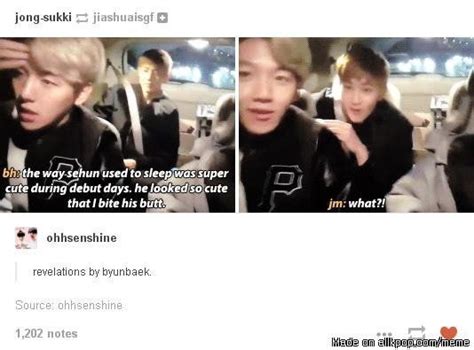 jong-sukki jiashuaisgf
bh: the way sehun used to sleep was super
cute during debut days. he looked so cute
that I bite his butt.
jm: what?!
P
P
ohhsenshine
revelations by byunbaek.
Source: ohhsenshine
1,202 notes
Made on allkpop.com/meme